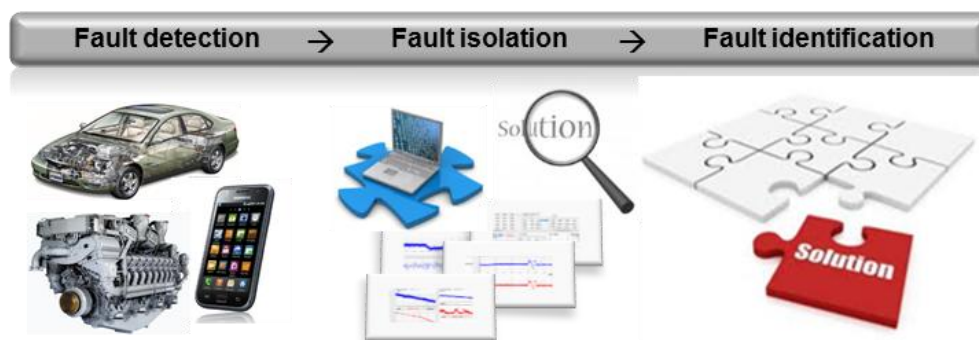 Fault detection → Fault isolation → Fault identification
Solution
Solution